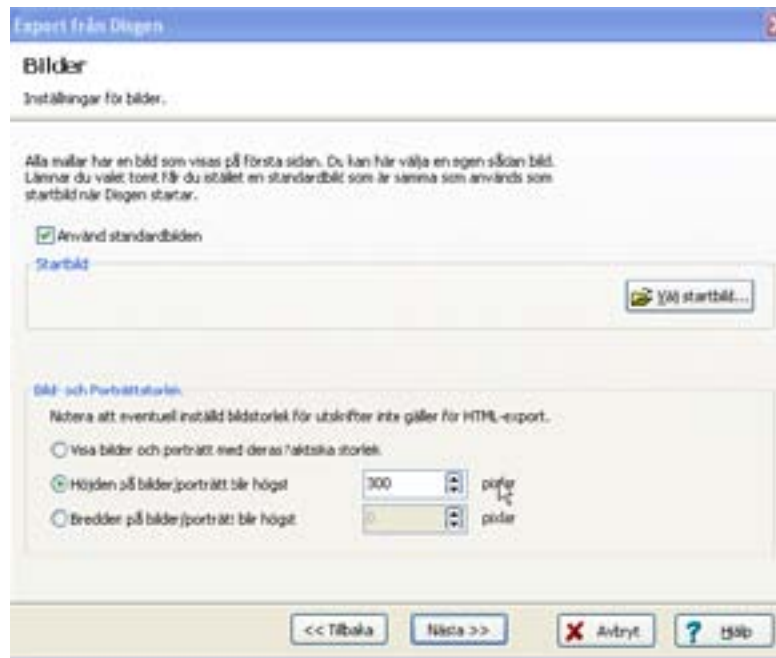 Export från Disgen
Bilder
Inställningar för bilder.
Alla mallar har en bild som visas på första sidan. Du kan här välja en egen sådan bild.
Lämnar du valet tomt får du istället en standardbild som är samma som används som
startbild när Disgen startar.
Använd standardbilden
Startbild
Välj startbild...
Bild- och Porträttstorlek
Notera att eventuell inställd bildstorlek för utskrifter inte gäller för HTML-export.
Visa bilder och porträtt med deras faktiska storlek
Höjden på bilder/porträtt blir högst 300 pixlar
Bredden på bilder/porträtt blir högst 0 pixlar
<< Tillbaka Nästa >> Avbryt Hjälp